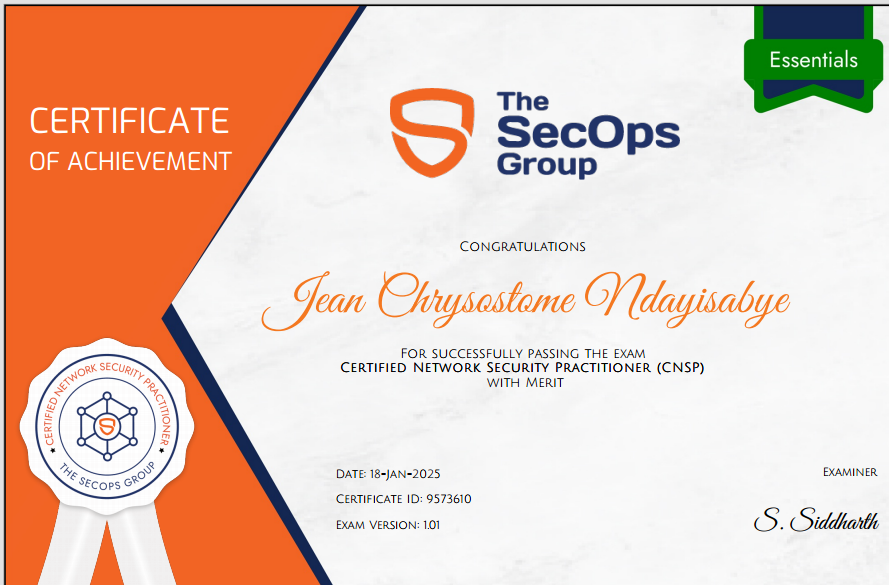 Essentials
CERTIFICATE
OF ACHIEVEMENT
The
SecOps
Group
Congratulations
Jean Chrysostome Ndayisabye
For successfully passing the exam
Certified Network Security Practitioner (CNSP)
with Merit
CERTIFIED NETWORK SECURITY PRACTITIONER
THE SECOPS GROUP
Date: 18-Jan-2025
Certificate ID: 9573610
Exam Version: 1.01
Examiner
S. Siddharth